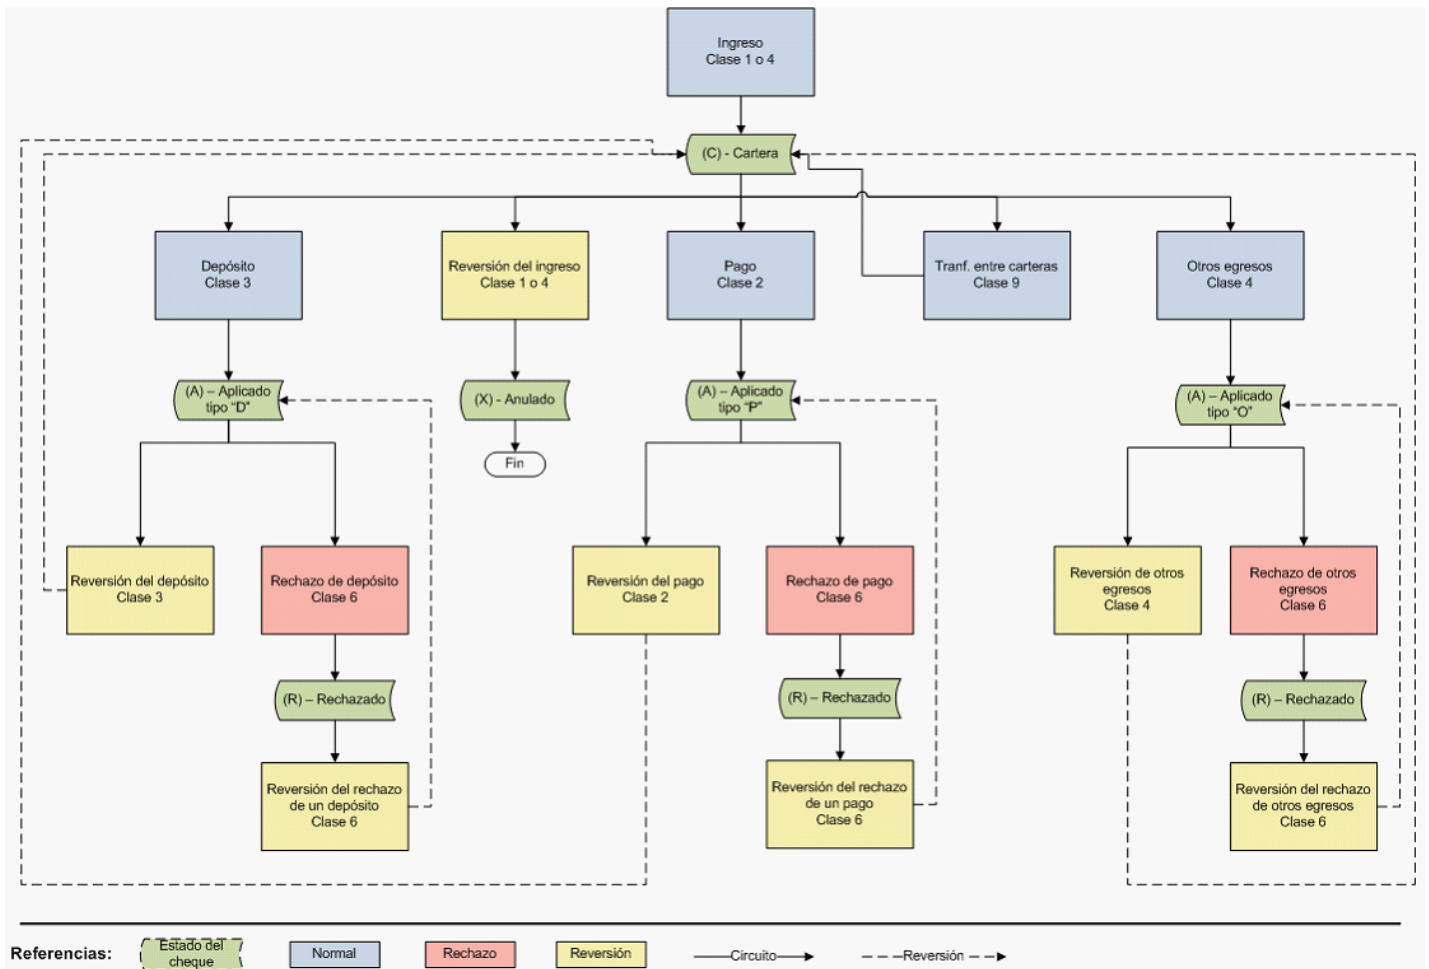 Ingreso
Clase 1 o 4
(C) - Cartera
Depósito
Clase 3
Reversión del ingreso
Clase 1 o 4
Pago
Clase 2
Tranf. entre carteras
Clase 9
Otros egresos
Clase 4
(A) – Aplicado
tipo “D”
(X) - Anulado
(A) – Aplicado
tipo “P”
(A) – Aplicado
tipo “O”
Fin
Reversión del depósito
Clase 3
Rechazo de depósito
Clase 6
Reversión del pago
Clase 2
Rechazo de pago
Clase 6
Reversión de otros
egresos
Clase 4
Rechazo de otros
egresos
Clase 6
(R) – Rechazado
(R) – Rechazado
(R) – Rechazado
Reversión del rechazo
de un depósito
Clase 6
Reversión del rechazo
de un pago
Clase 6
Reversión del rechazo
de otros egresos
Clase 6
Referencias:
Estado del
cheque
Normal
Rechazo
Reversión
Circuito
Reversión